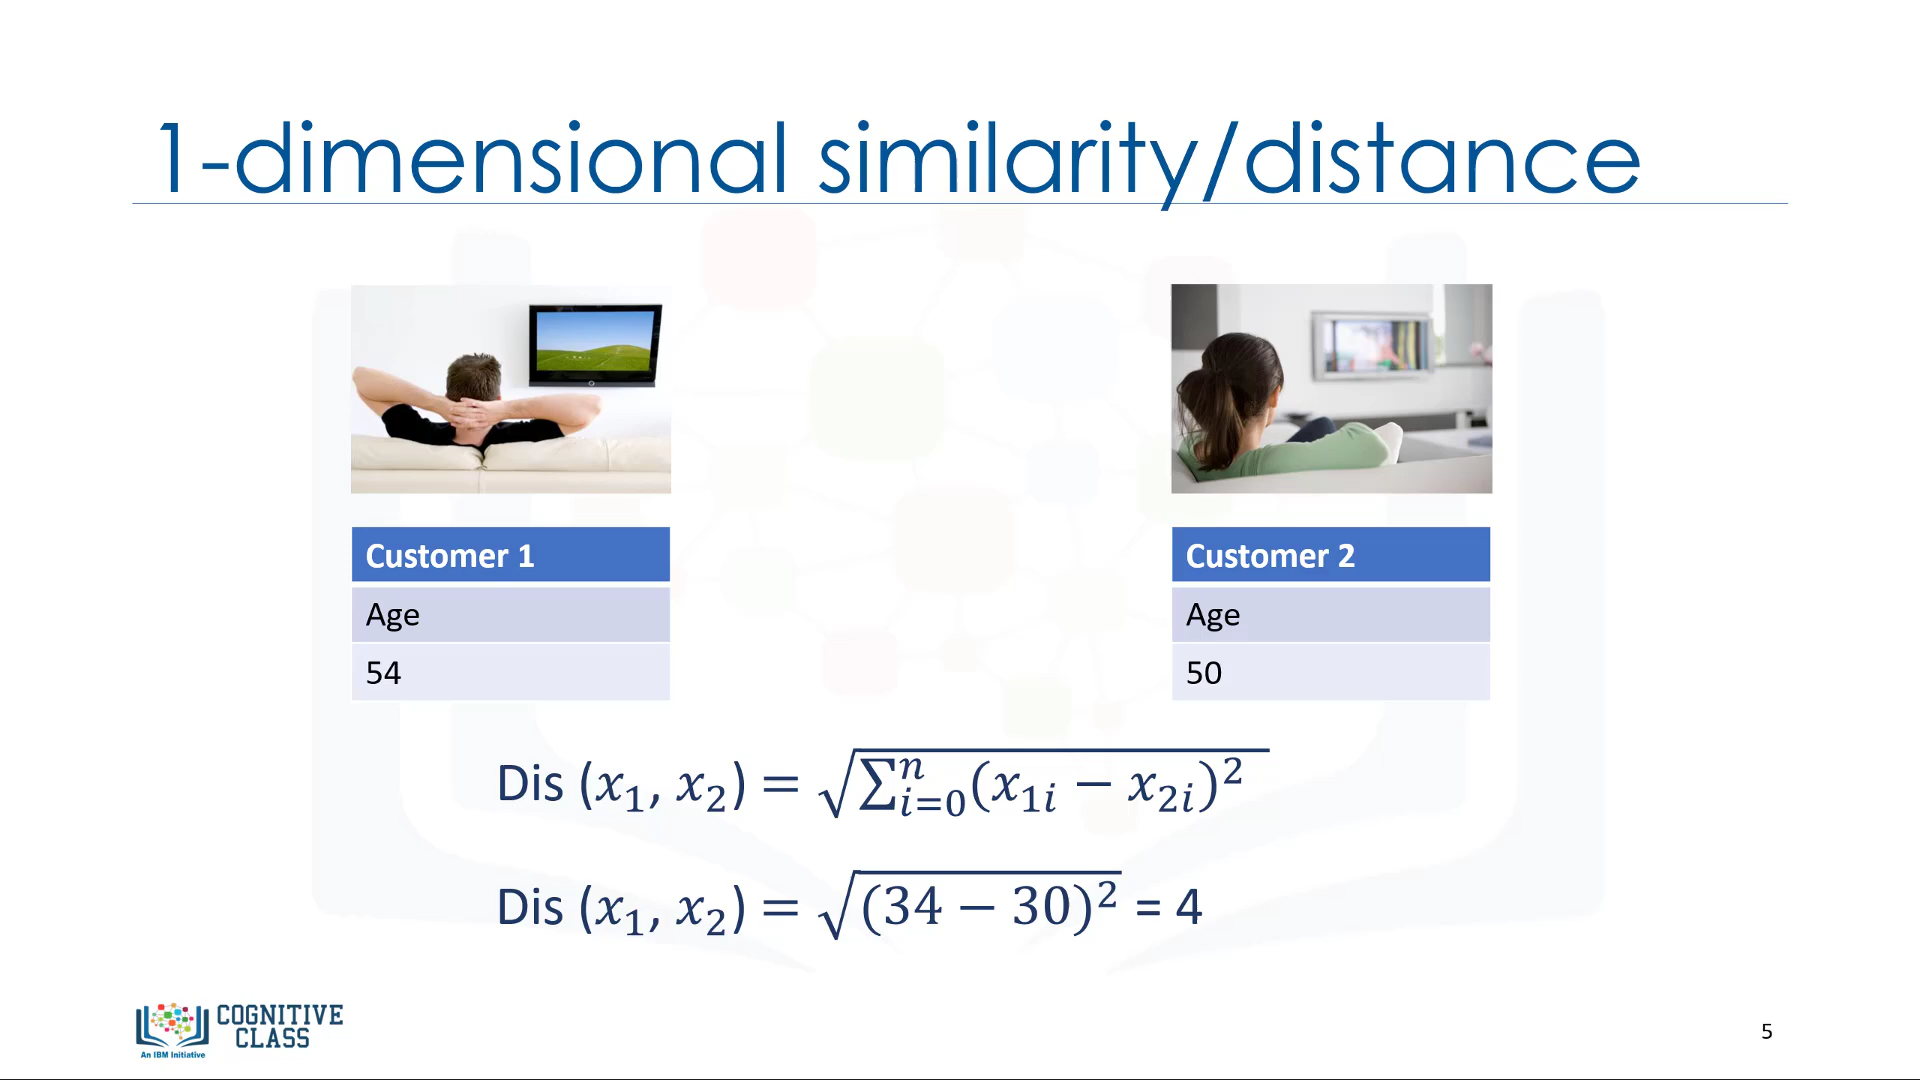 1-dimensional similarity/distance
Customer 1
Age
54
Customer 2
Age
50
Dis (𝑥₁, 𝑥₂) = √∑ⁿᵢ₌₀(𝑥₁ᵢ − 𝑥₂ᵢ)²
Dis (𝑥₁, 𝑥₂) = √(34 − 30)² = 4
COGNITIVE
CLASS
An IBM Initiative
5